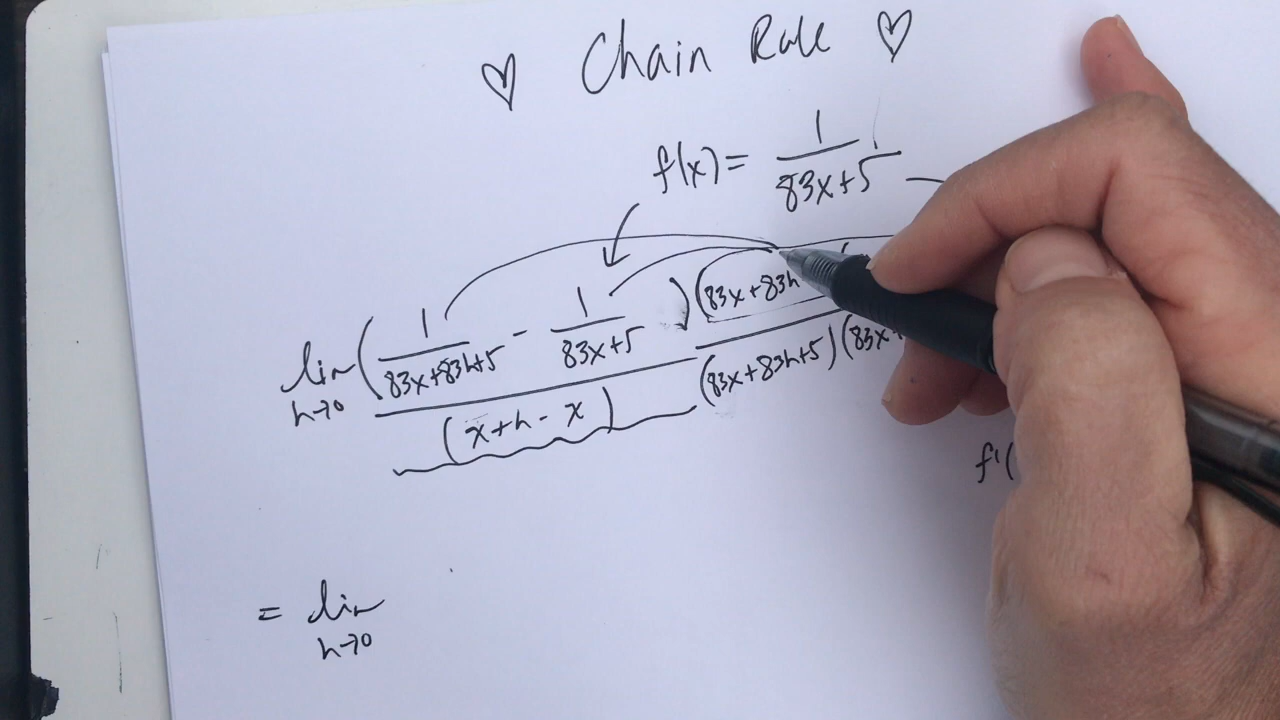 ♡ Chain Rule ♡
f(x) = 1/(83x+5)
lim h→0 (1/(83x+83h+5) - 1/(83x+5)) (83x+83h
(x+h-x) (83x+83h+5)(83x+
f'(
= lim h→0